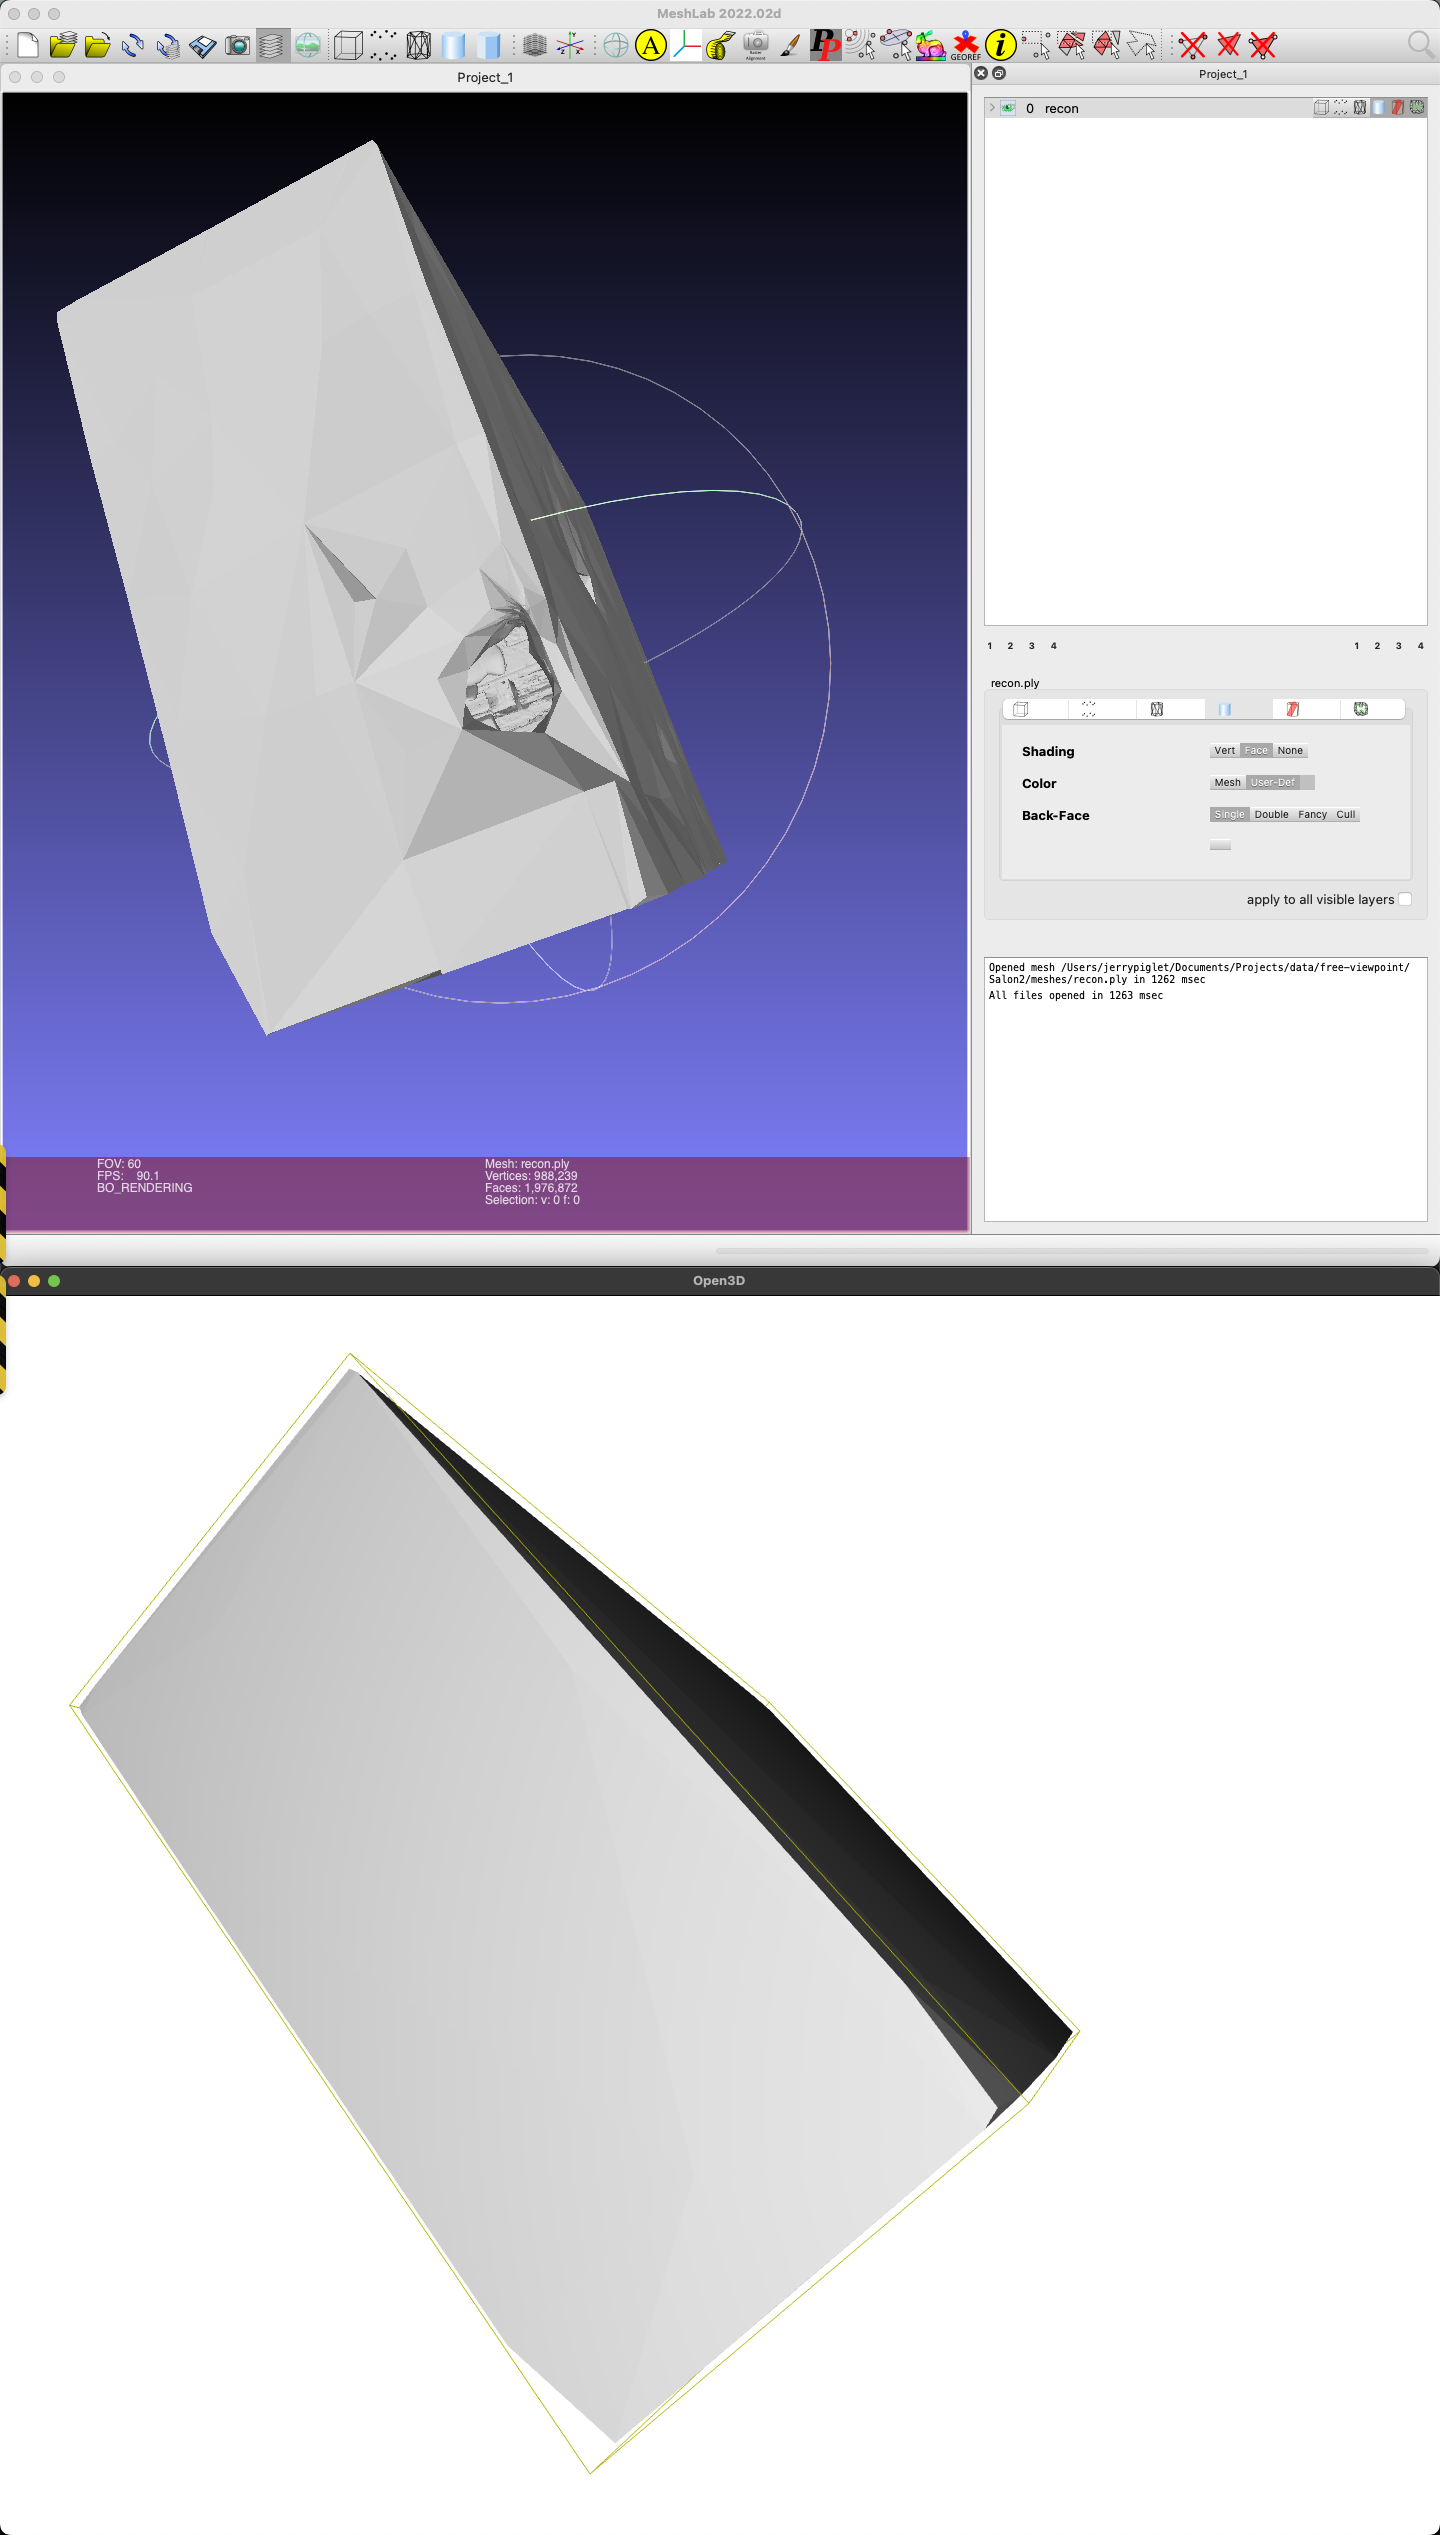 MeshLab 2022.02d
A
PP
GEOREF
i
Project_1
Project_1
0 recon
1 2 3 4
1 2 3 4
recon.ply
Shading
Vert Face None
Color
Mesh User-Def
Back-Face
Single Double Fancy Cull
apply to all visible layers
Opened mesh /Users/jerrypiglet/Documents/Projects/data/free-viewpoint/
Salon2/meshes/recon.ply in 1262 msec
All files opened in 1263 msec
FOV: 60
FPS: 90.1
BO_RENDERING
Mesh: recon.ply
Vertices: 988,239
Faces: 1,976,872
Selection: v: 0 f: 0
Open3D